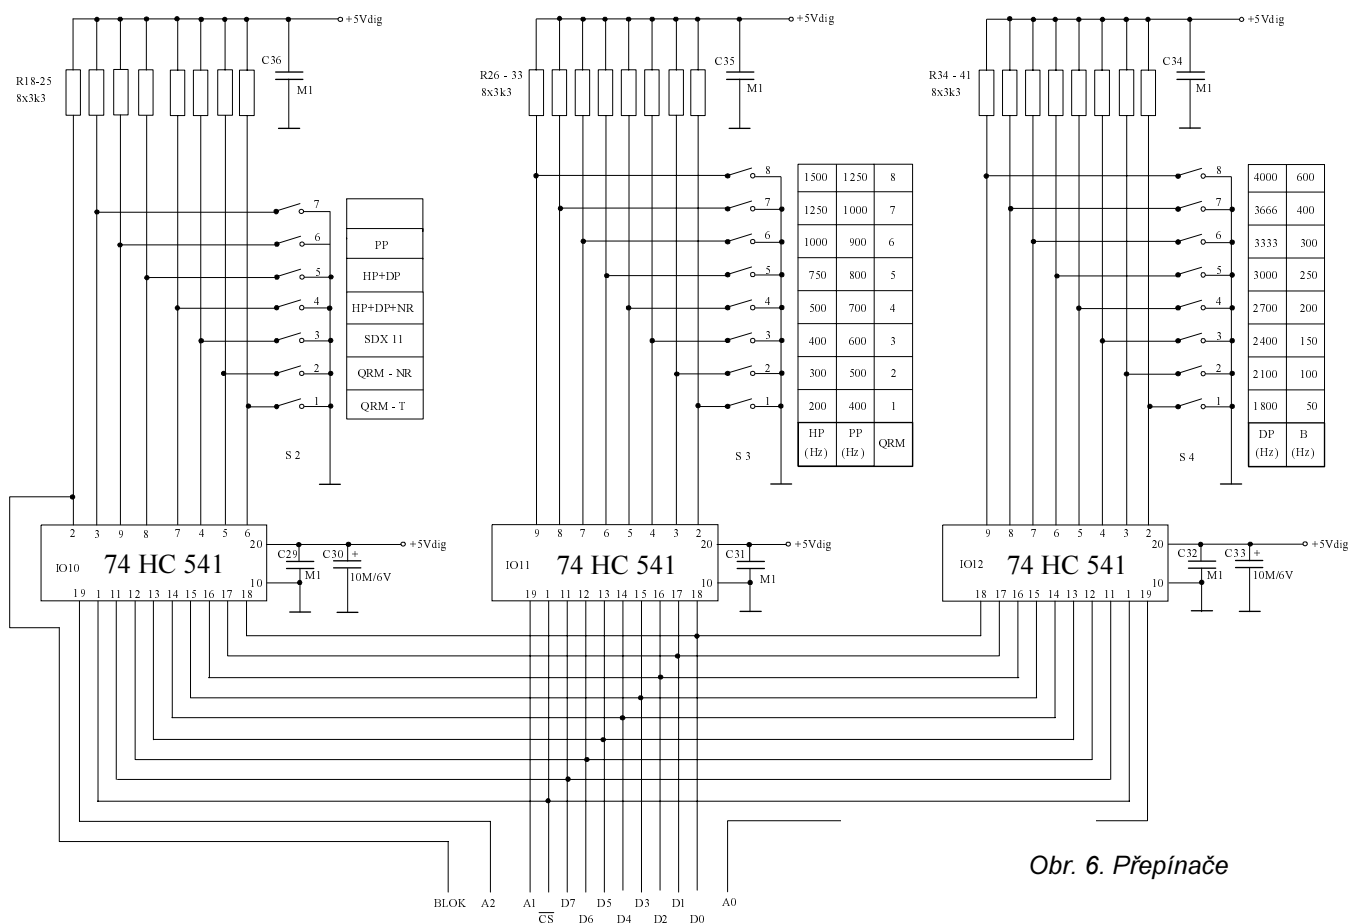 +5Vdig +5Vdig +5Vdig
C36 C35 C34
R18-25 R26 - 33 R34 - 41
8x3k3 M1 8x3k3 M1 8x3k3 M1
8 1500 1250 8 8 4000 600
7 7 1250 1000 7 7 3666 400
6 PP 6 1000 900 6 6 3333 300
5 HP+DP 5 750 800 5 5 3000 250
4 HP+DP+NR 4 500 700 4 4 2700 200
3 SDX 11 3 400 600 3 3 2400 150
2 QRM - NR 2 300 500 2 2 2100 100
1 QRM - T 1 200 400 1 1 1800 50
HP PP QRM DP B
(Hz) (Hz) (Hz) (Hz)
S 2 S 3 S 4
2 3 9 8 7 4 5 6 9 8 7 6 5 4 3 2 9 8 7 6 5 4 3 2
20 C29 C30 + +5Vdig 20 C31 +5Vdig 20 C32 C33 + +5Vdig
IO10 74 HC 541 IO11 74 HC 541 IO12 74 HC 541
10 M1 10M/6V 10 M1 10 M1 10M/6V
19 1 11 12 13 14 15 16 17 18 19 1 11 12 13 14 15 16 17 18 18 17 16 15 14 13 12 11 1 19
Obr. 6. Přepínače
BLOK A2 A1 D7 D5 D3 D1 A0
CS D6 D4 D2 D0